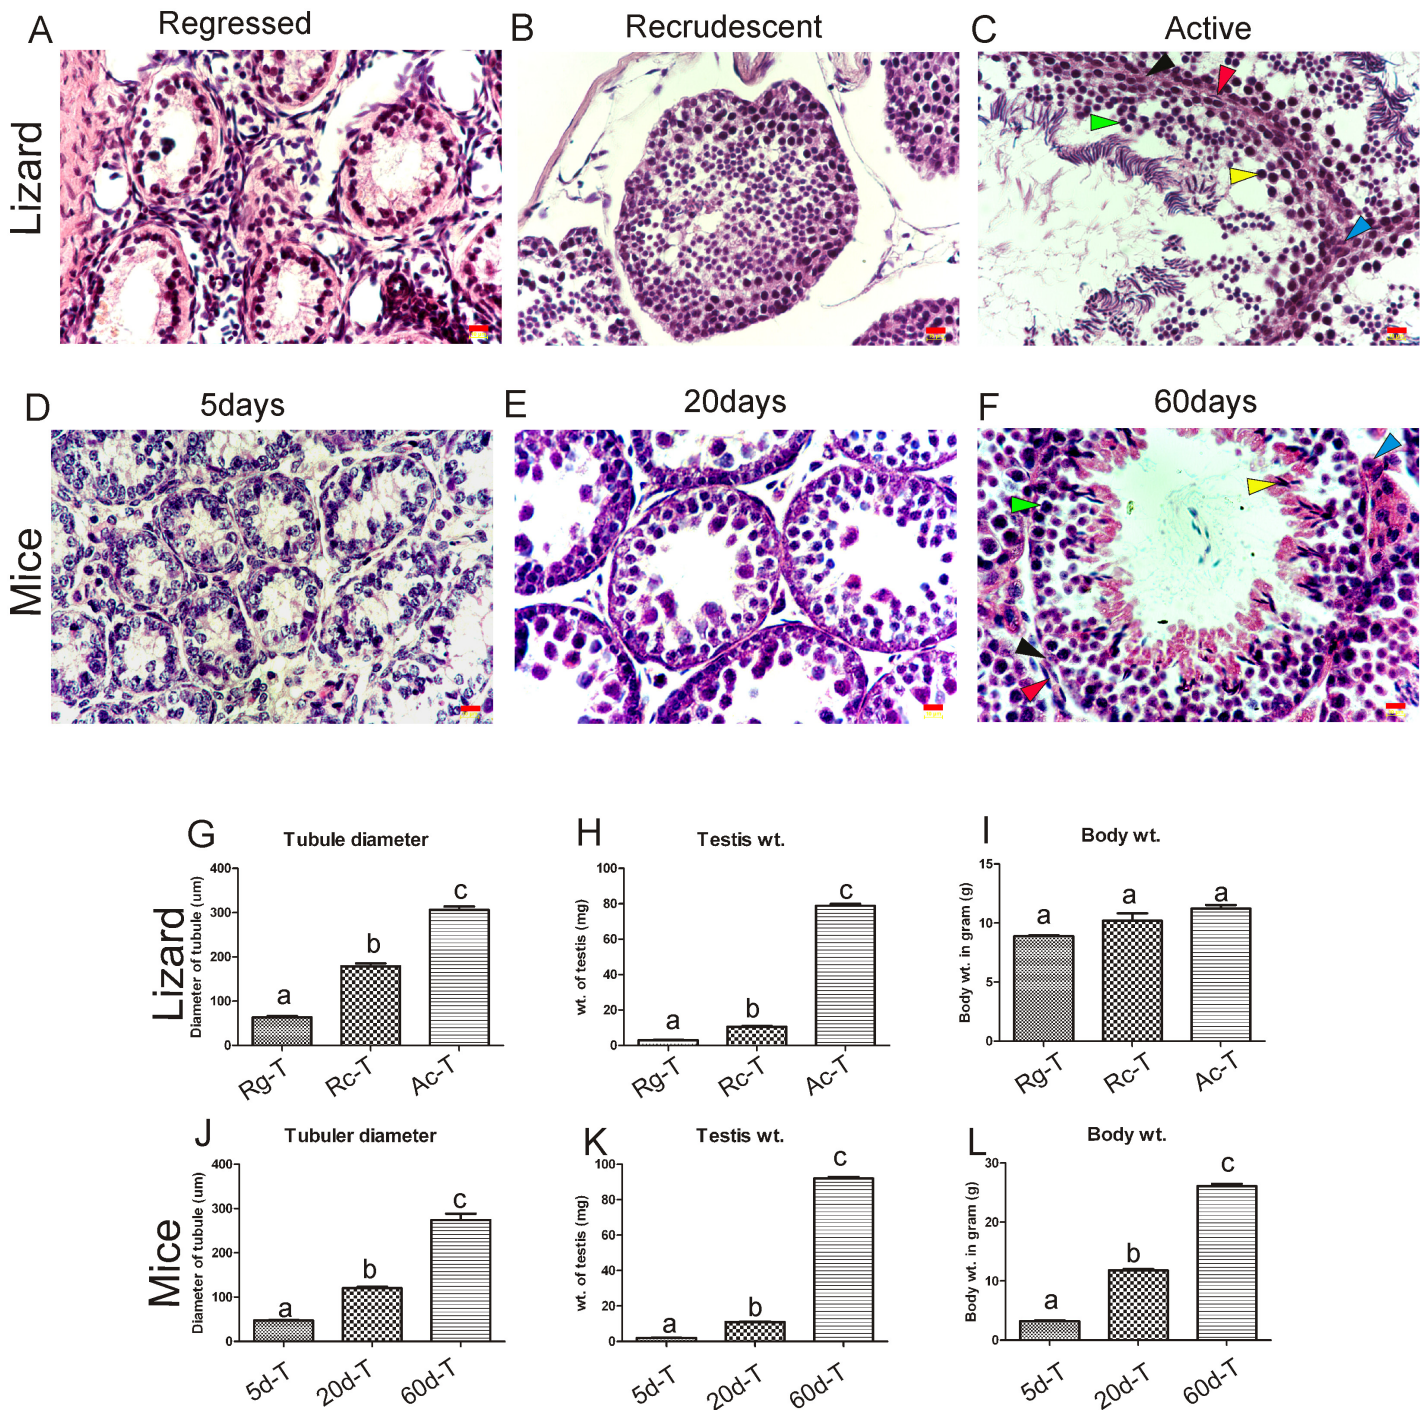 A
Regressed
B
Recrudescent
C
Active
Lizard
D
5days
E
20days
F
60days
Mice
G
Tubule diameter
Diameter of tubule (um)
400
300
200
100
0
a
b
c
Rg-T
Rc-T
Ac-T
H
Testis wt.
wt. of testis (mg)
100
80
60
40
20
0
a
b
c
Rg-T
Rc-T
Ac-T
I
Body wt.
Body wt. in gram (g)
15
10
5
0
a
a
a
Rg-T
Rc-T
Ac-T
Lizard
J
Tubuler diameter
Diameter of tubule (um)
400
300
200
100
0
a
b
c
5d-T
20d-T
60d-T
K
Testis wt.
wt. of testis (mg)
100
80
60
40
20
0
a
b
c
5d-T
20d-T
60d-T
L
Body wt.
Body wt. in gram (g)
30
20
10
0
a
b
c
5d-T
20d-T
60d-T
Mice